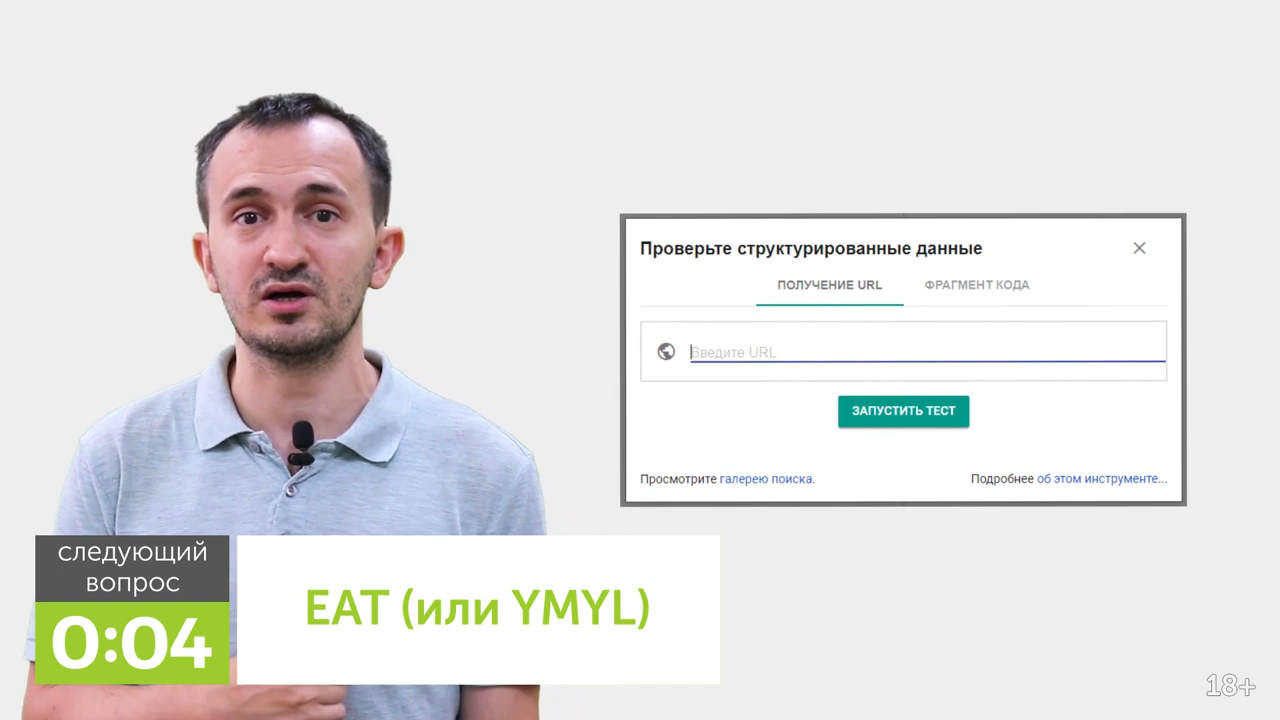 Проверьте структурированные данные
ПОЛУЧЕНИЕ URL
ФРАГМЕНТ КОДА
Введите URL
ЗАПУСТИТЬ ТЕСТ
Просмотрите галерею поиска.
Подробнее об этом инструменте...
следующий
вопрос
0:04
EAT (или YMYL)
18+